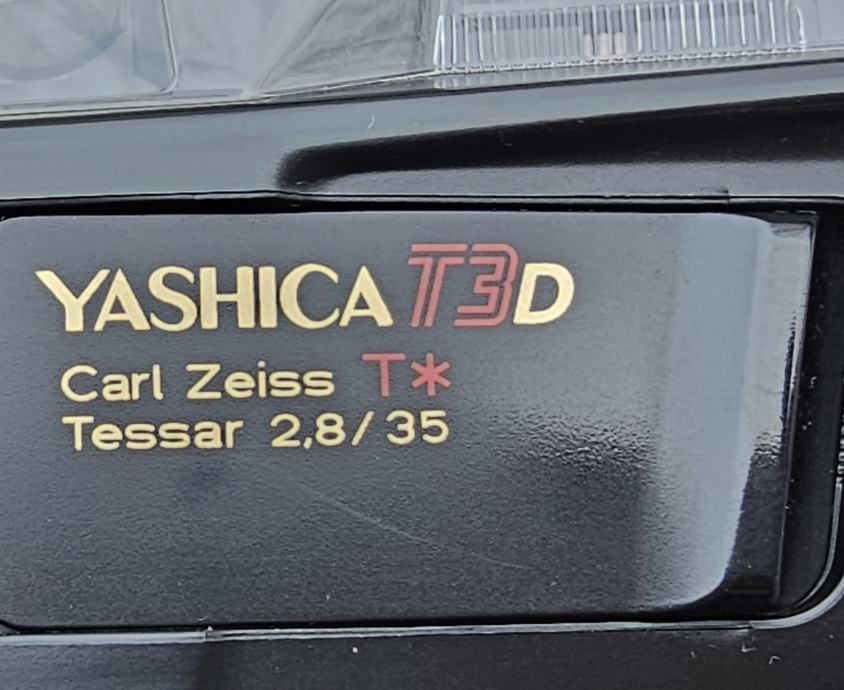 YASHICA T3D
Carl Zeiss T*
Tessar 2,8/35